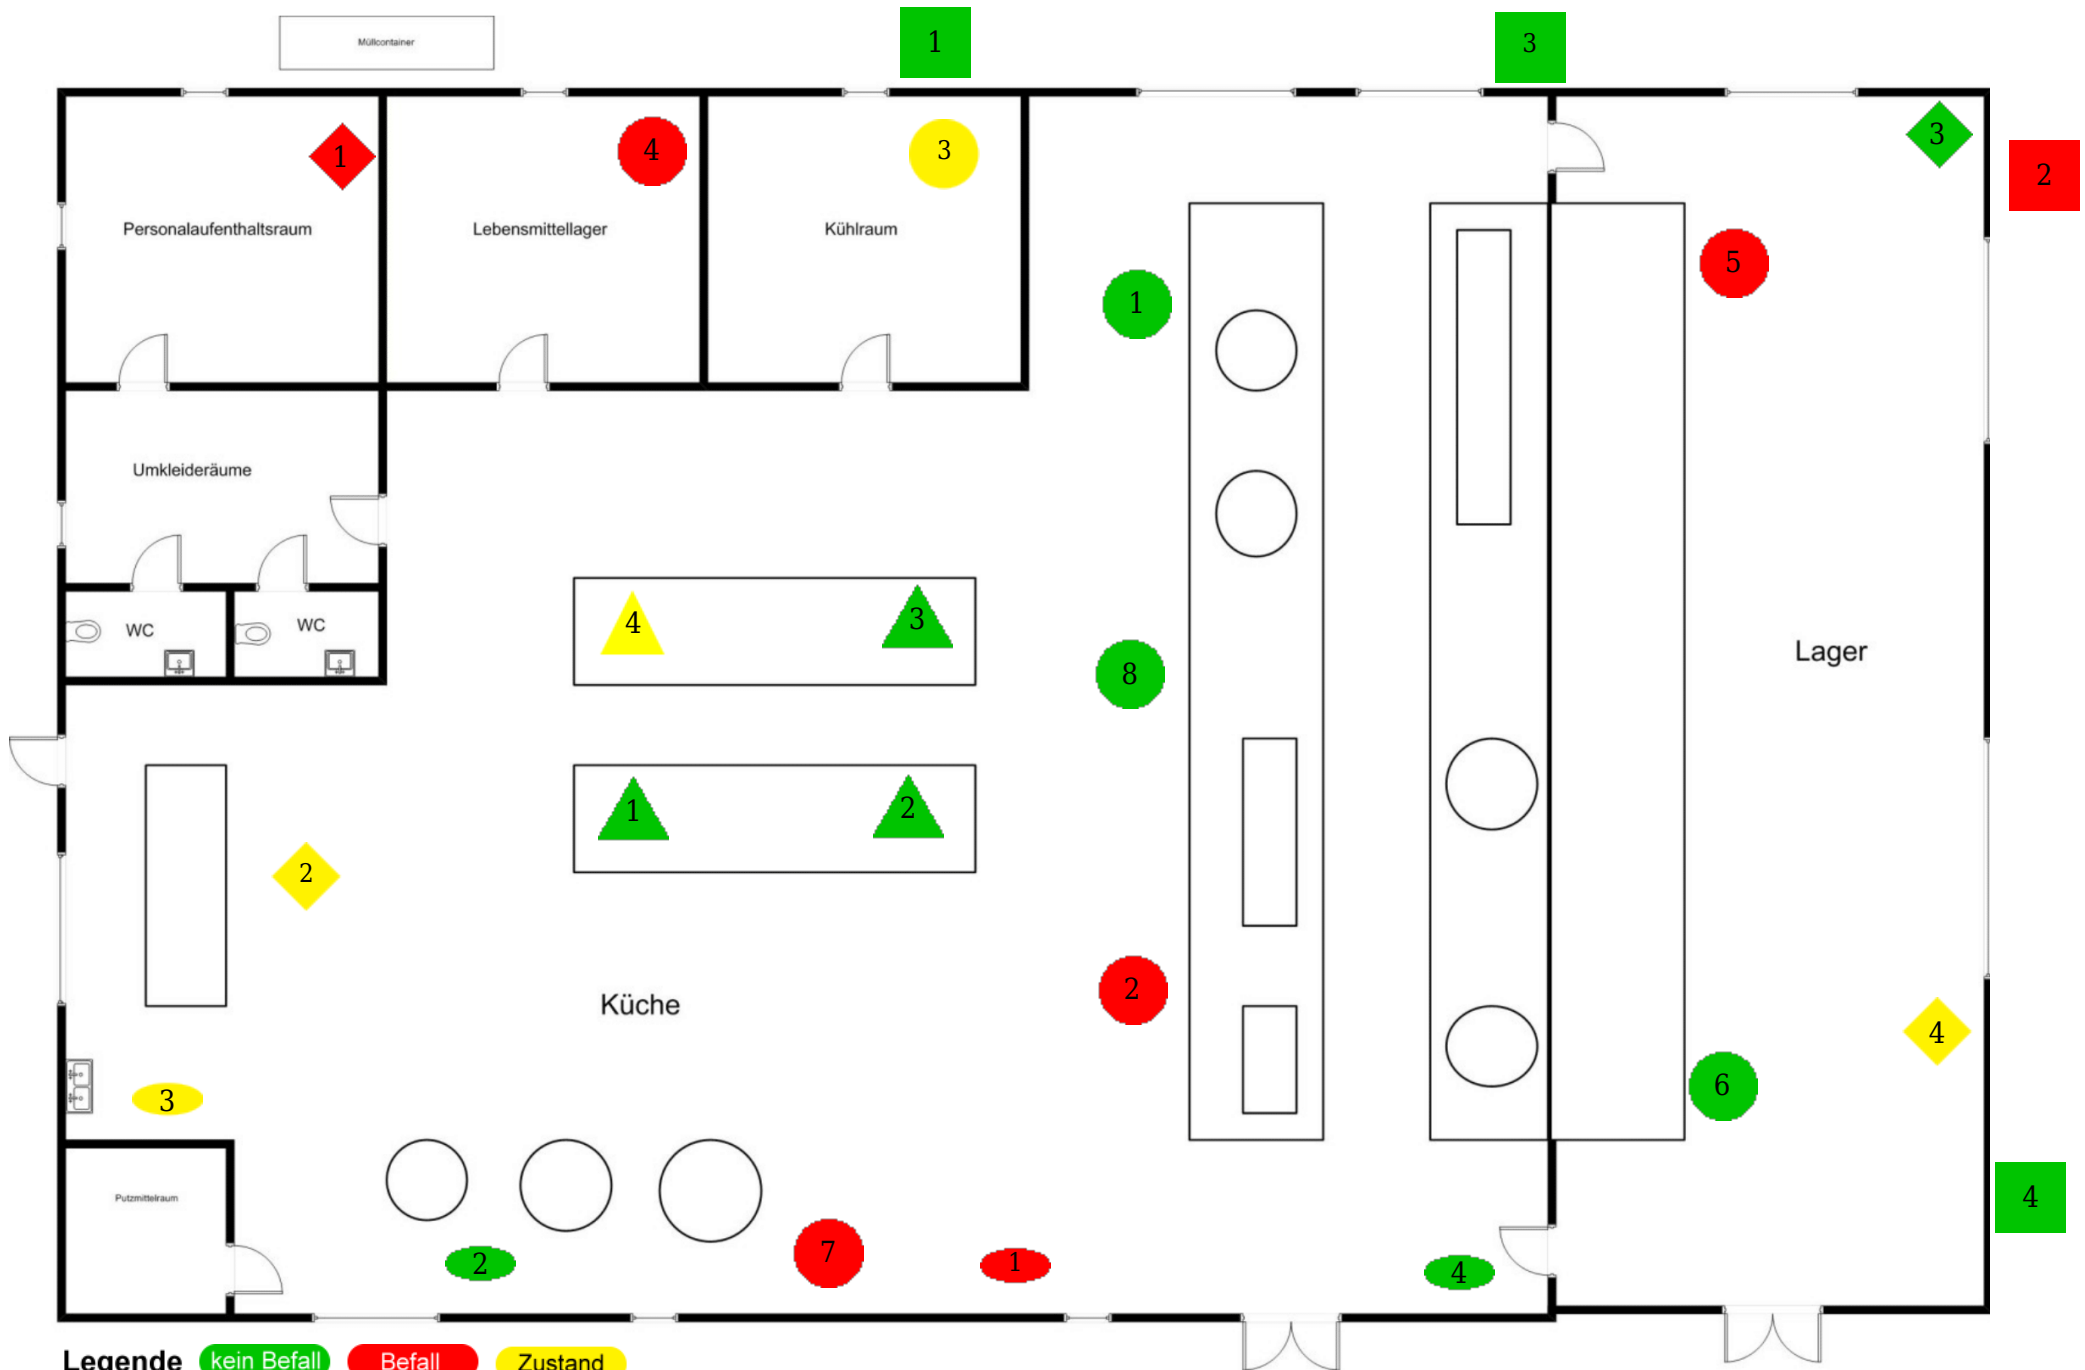 Müllcontainer
1
3
1
4
3
3
2
Personalaufenthaltsraum
Lebensmittellager
Kühlraum
5
1
Umkleideräume
WC
WC
4
3
8
Lager
1
2
2
2
Küche
4
3
6
Putzmittelraum
4
2
7
1
4
Legende kein Befall Befall Zustand